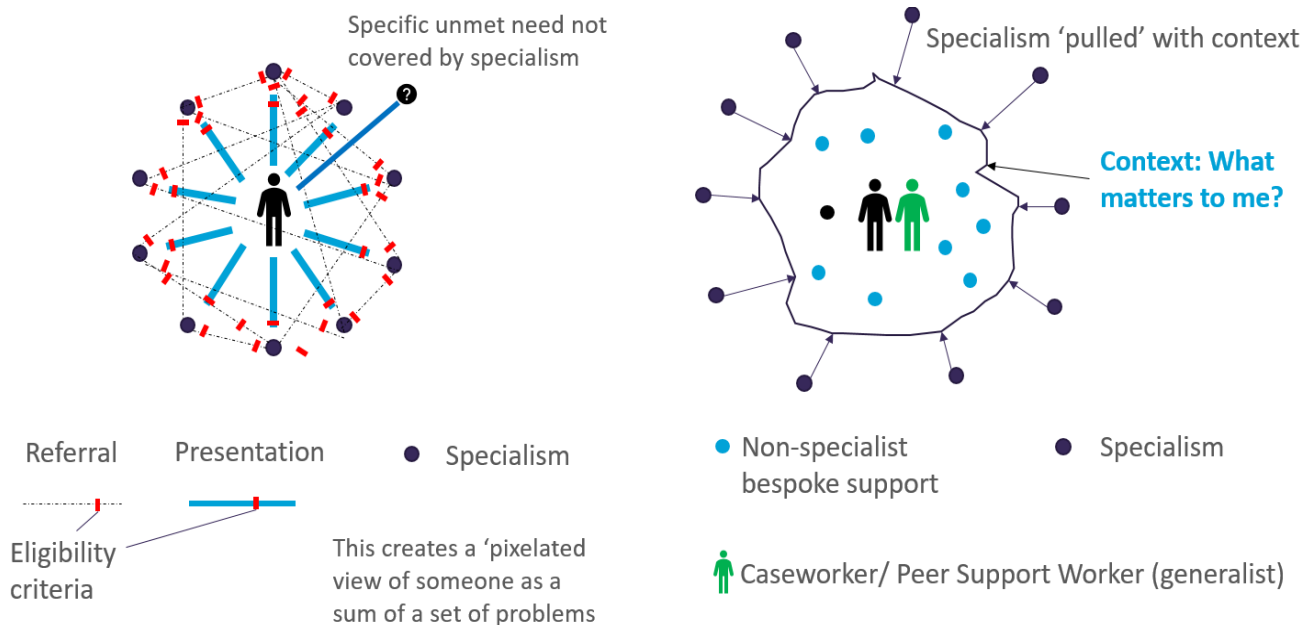 Specific unmet need not
covered by specialism
?
Specialism ‘pulled’ with context
Context: What
matters to me?
Referral
Presentation
Specialism
Eligibility
criteria
This creates a ‘pixelated
view of someone as a
sum of a set of problems
Non-specialist
bespoke support
Specialism
Caseworker/ Peer Support Worker (generalist)